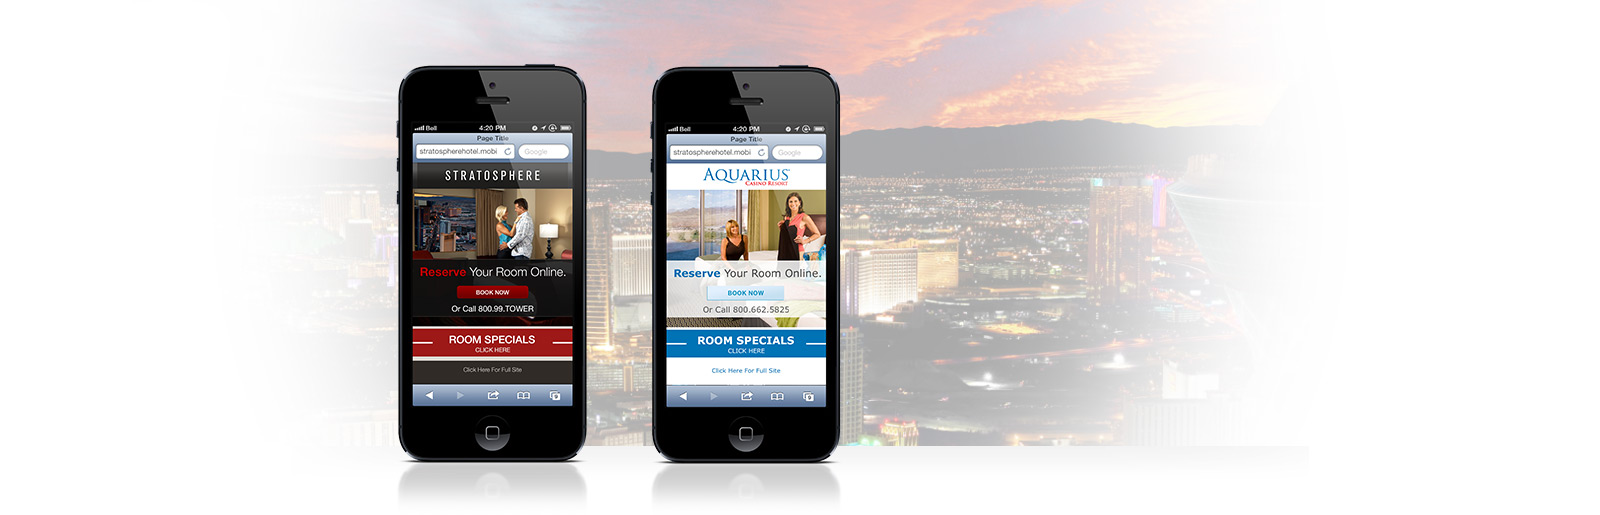 Bell 4:20 PM
Page Title
stratospherehotel.mobi Google
STRATOSPHERE
Reserve Your Room Online.
BOOK NOW
Or Call 800.99.TOWER
ROOM SPECIALS
CLICK HERE
Click Here For Full Site
Bell 4:20 PM
Page Title
stratospherehotel.mobi Google
AQUARIUS
CASINO RESORT
Reserve Your Room Online.
BOOK NOW
Or Call 800.662.5825
ROOM SPECIALS
CLICK HERE
Click Here For Full Site